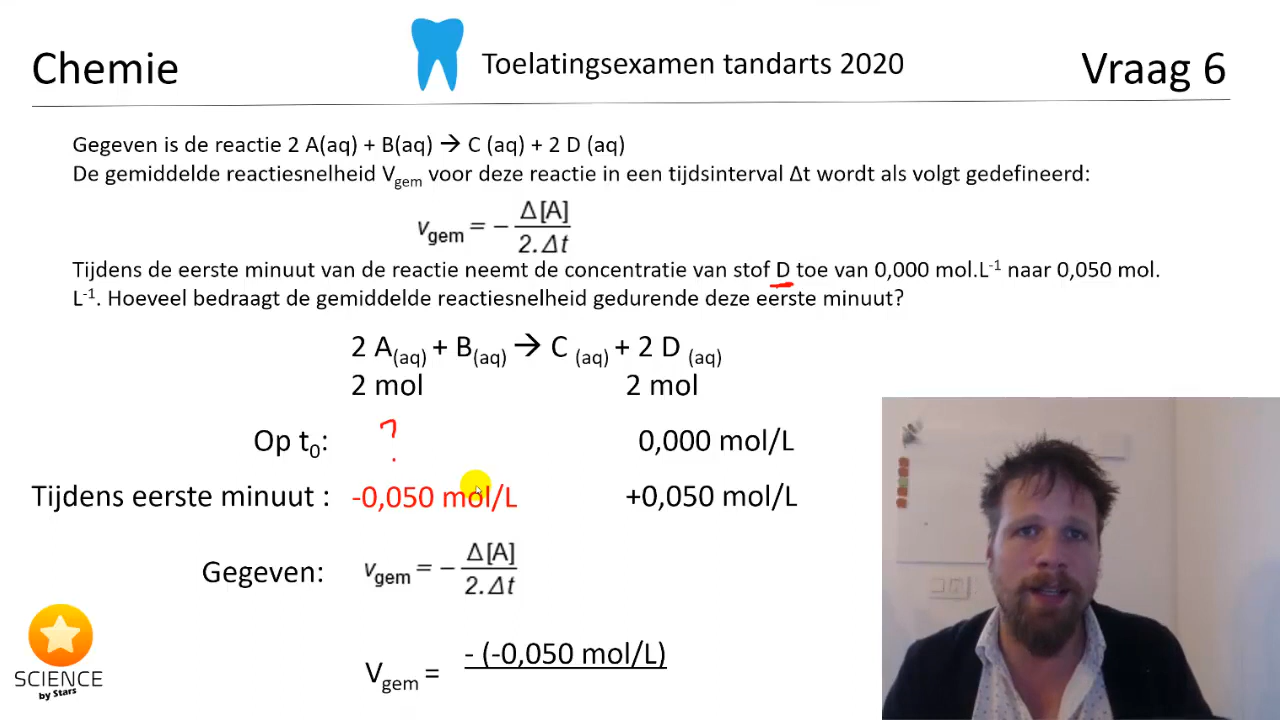 Chemie
Toelatingsexamen tandarts 2020
Vraag 6
Gegeven is de reactie 2 A(aq) + B(aq) → C (aq) + 2 D (aq)
De gemiddelde reactiesnelheid Vgem voor deze reactie in een tijdsinterval Δt wordt als volgt gedefineerd:
vgem = - Δ[A] / 2.Δt
Tijdens de eerste minuut van de reactie neemt de concentratie van stof D toe van 0,000 mol.L⁻¹ naar 0,050 mol.
L⁻¹. Hoeveel bedraagt de gemiddelde reactiesnelheid gedurende deze eerste minuut?
2 A(aq) + B(aq) → C (aq) + 2 D (aq)
2 mol 2 mol
Op t₀: ? 0,000 mol/L
Tijdens eerste minuut : -0,050 mol/L +0,050 mol/L
Gegeven: vgem = - Δ[A] / 2.Δt
Vgem = - (-0,050 mol/L)
SCIENCE
by Stars